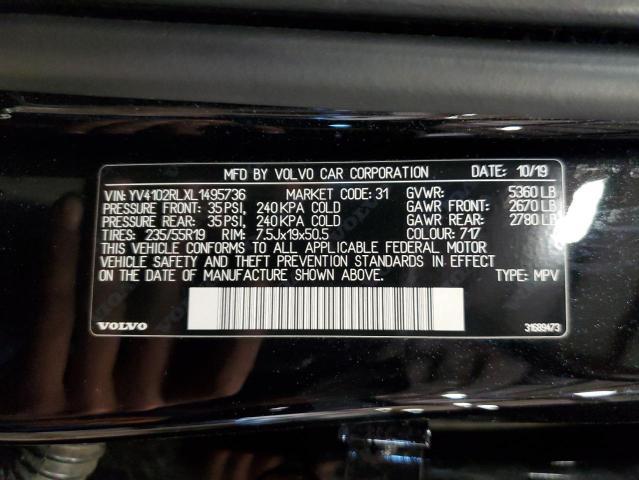 MFD BY VOLVO CAR CORPORATION DATE: 10/19
VIN: YV4102RLXL1495736 MARKET CODE: 31 GVWR: 5360 LB
PRESSURE FRONT: 35 PSI, 240 KPA COLD GAWR FRONT: 2670 LB
PRESSURE REAR: 35 PSI, 240 KPA COLD GAWR REAR: 2780 LB
TIRES: 235/55R19 RIM: 7.5Jx19x50.5 COLOUR: 717
THIS VEHICLE CONFORMS TO ALL APPLICABLE FEDERAL MOTOR
VEHICLE SAFETY AND THEFT PREVENTION STANDARDS IN EFFECT
ON THE DATE OF MANUFACTURE SHOWN ABOVE. TYPE: MPV
VOLVO 31689473